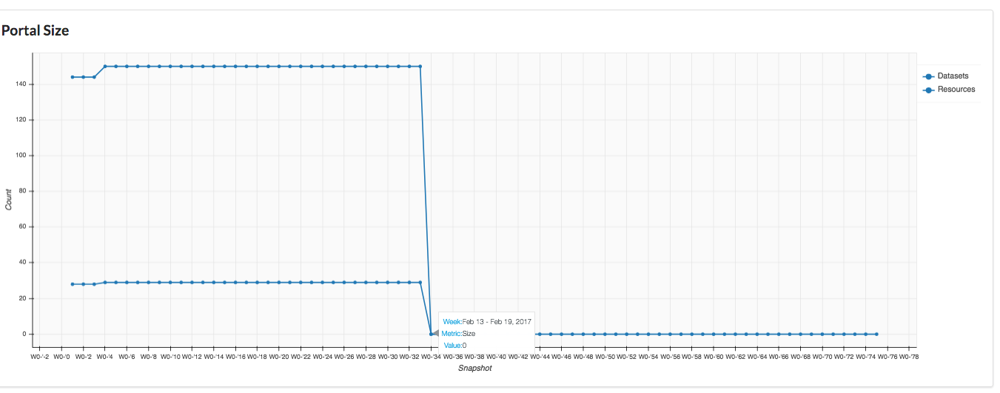 Portal Size
140
120
100
80
60
40
20
0
Count
Datasets
Resources
Week:Feb 13 - Feb 19, 2017
Metric:Size
Value:0
W0-'-2 W0-'-0 W0-'-2 W0-'-4 W0-'-6 W0-'-8 W0-'-10 W0-'-12 W0-'-14 W0-'-16 W0-'-18 W0-'-20 W0-'-22 W0-'-24 W0-'-26 W0-'-28 W0-'-30 W0-'-32 W0-'-34 W0-'-36 W0-'-38 W0-'-40 W0-'-42 W0-'-44 W0-'-46 W0-'-48 W0-'-50 W0-'-52 W0-'-54 W0-'-56 W0-'-58 W0-'-60 W0-'-62 W0-'-64 W0-'-66 W0-'-68 W0-'-70 W0-'-72 W0-'-74 W0-'-76 W0-'-78
Snapshot